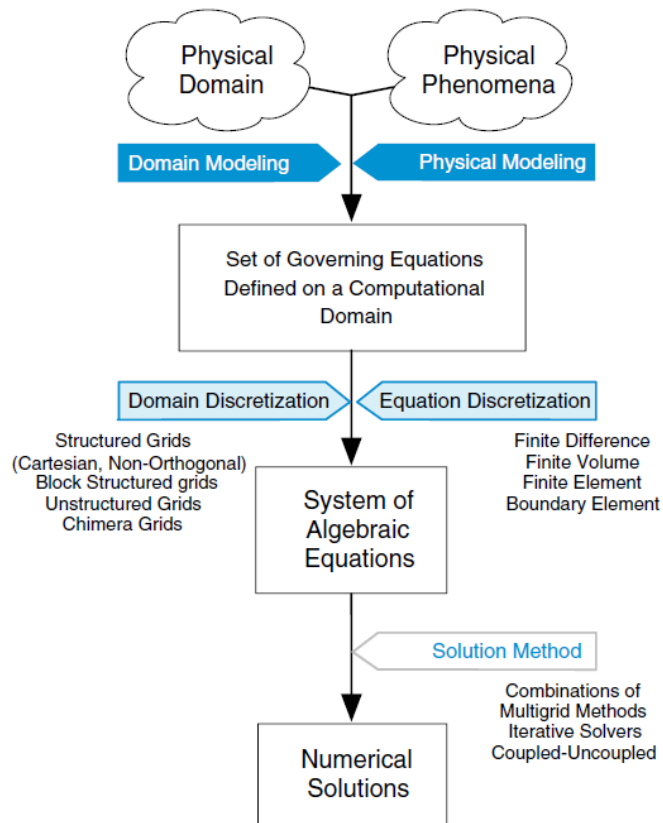 Physical
Domain
Physical
Phenomena
Domain Modeling
Physical Modeling
Set of Governing Equations
Defined on a Computational
Domain
Domain Discretization
Equation Discretization
Structured Grids
(Cartesian, Non-Orthogonal)
Block Structured grids
Unstructured Grids
Chimera Grids
Finite Difference
Finite Volume
Finite Element
Boundary Element
System of
Algebraic
Equations
Solution Method
Combinations of
Multigrid Methods
Iterative Solvers
Coupled-Uncoupled
Numerical
Solutions